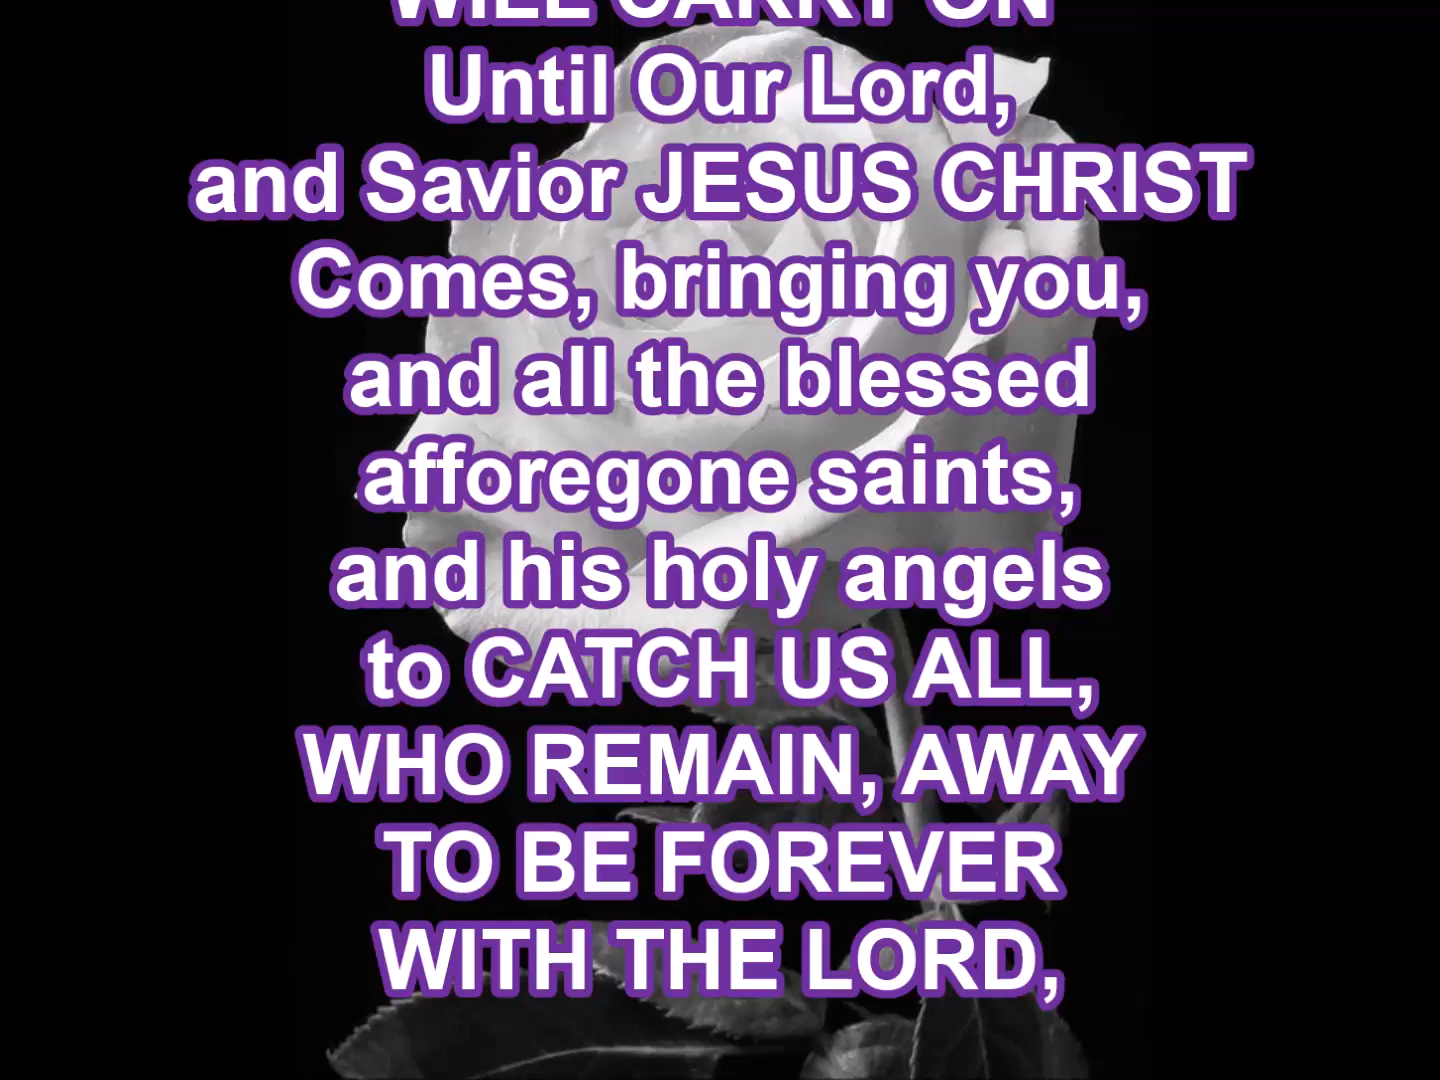 WILL CARRY ON
Until Our Lord,
and Savior JESUS CHRIST
Comes, bringing you,
and all the blessed
afforegone saints,
and his holy angels
to CATCH US ALL,
WHO REMAIN, AWAY
TO BE FOREVER
WITH THE LORD,